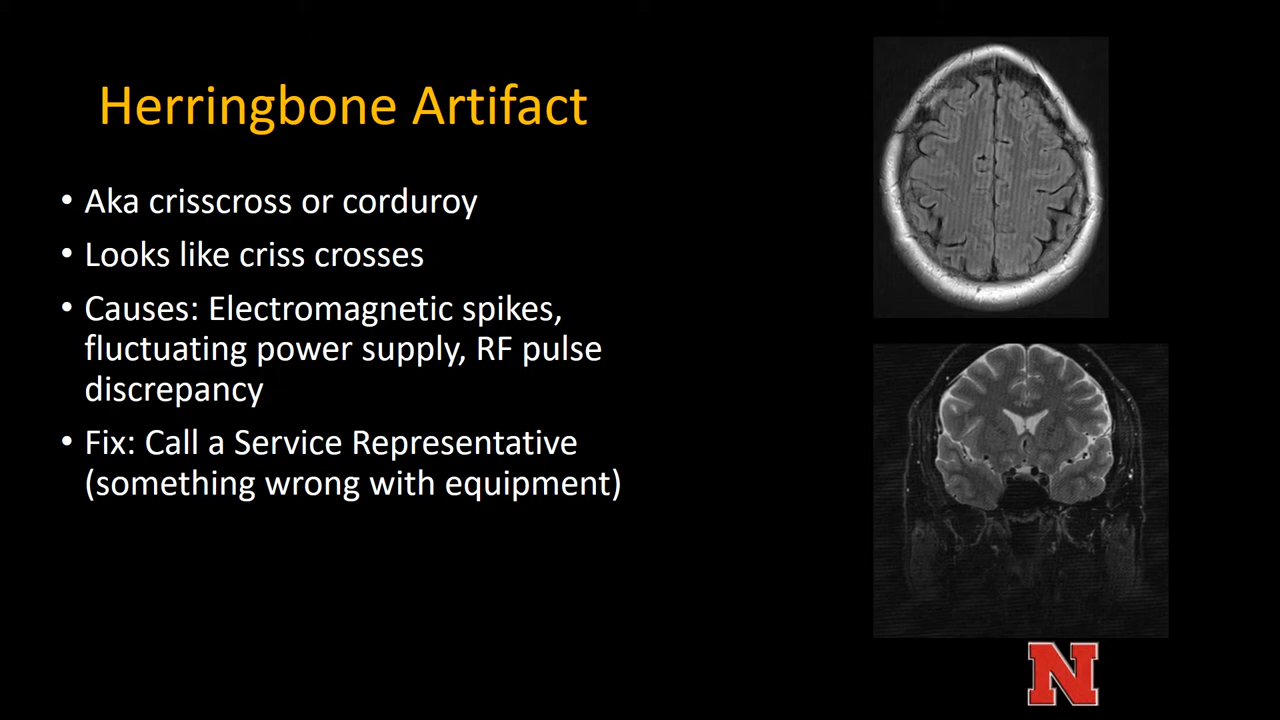 Herringbone Artifact
• Aka crisscross or corduroy
• Looks like criss crosses
• Causes: Electromagnetic spikes,
fluctuating power supply, RF pulse
discrepancy
• Fix: Call a Service Representative
(something wrong with equipment)
N